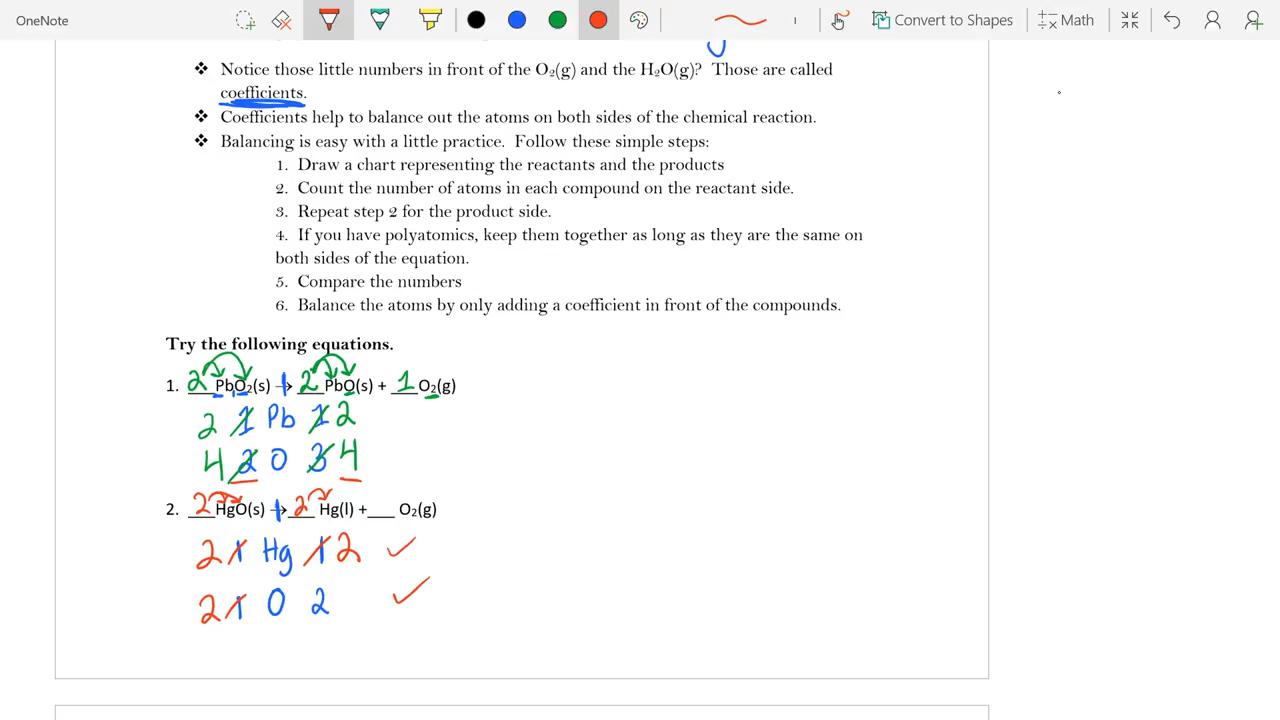 OneNote
Convert to Shapes
Math
❖ Notice those little numbers in front of the O₂(g) and the H₂O(g)? Those are called
coefficients.
❖ Coefficients help to balance out the atoms on both sides of the chemical reaction.
❖ Balancing is easy with a little practice. Follow these simple steps:
1. Draw a chart representing the reactants and the products
2. Count the number of atoms in each compound on the reactant side.
3. Repeat step 2 for the product side.
4. If you have polyatomics, keep them together as long as they are the same on
both sides of the equation.
5. Compare the numbers
6. Balance the atoms by only adding a coefficient in front of the compounds.
Try the following equations.
1. 2 PbO₂(s) → 2 PbO(s) + 1 O₂(g)
2 1 Pb 1 2
4 2 O 3 4
2. 2 HgO(s) → 2 Hg(l) +___ O₂(g)
2 1 Hg 1 2 ✓
2 1 O 2 ✓